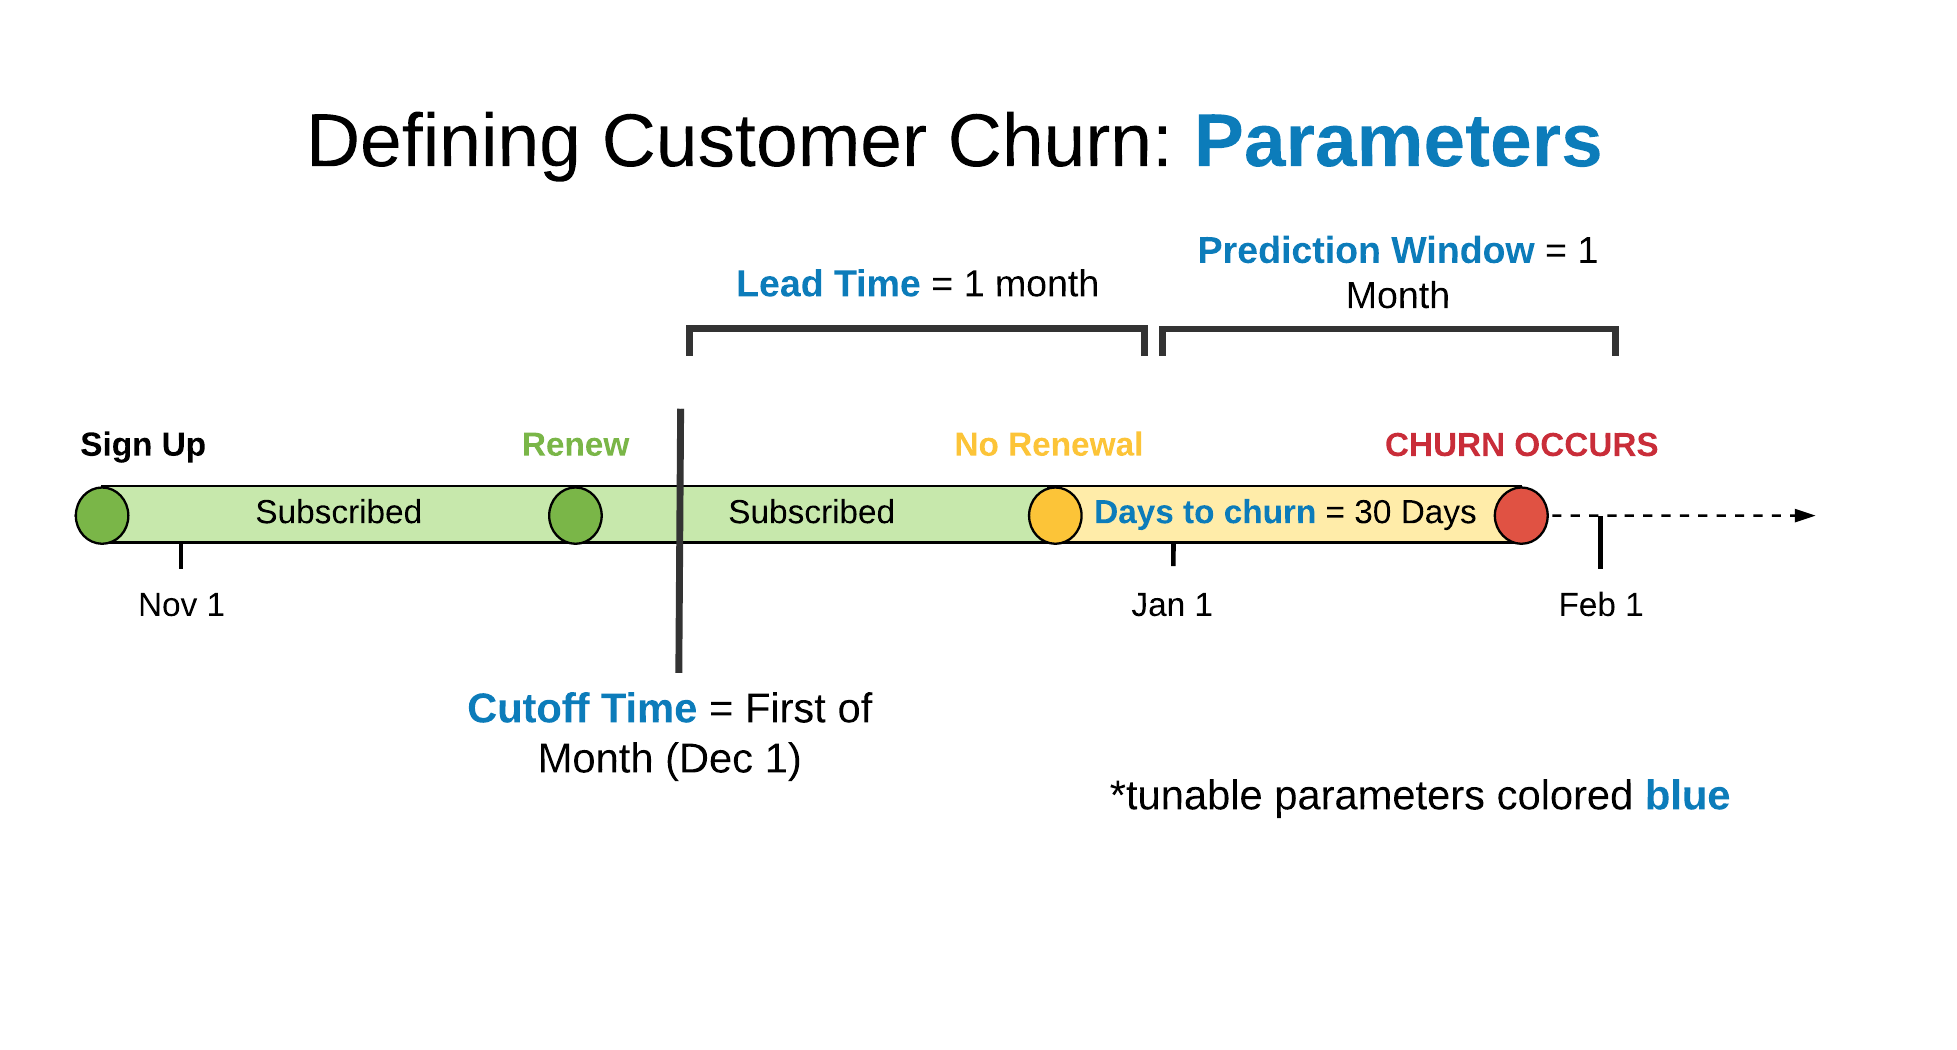 Defining Customer Churn: Parameters
Lead Time = 1 month
Prediction Window = 1
Month
Sign Up
Renew
No Renewal
CHURN OCCURS
Subscribed
Subscribed
Days to churn = 30 Days
Nov 1
Jan 1
Feb 1
Cutoff Time = First of
Month (Dec 1)
*tunable parameters colored blue